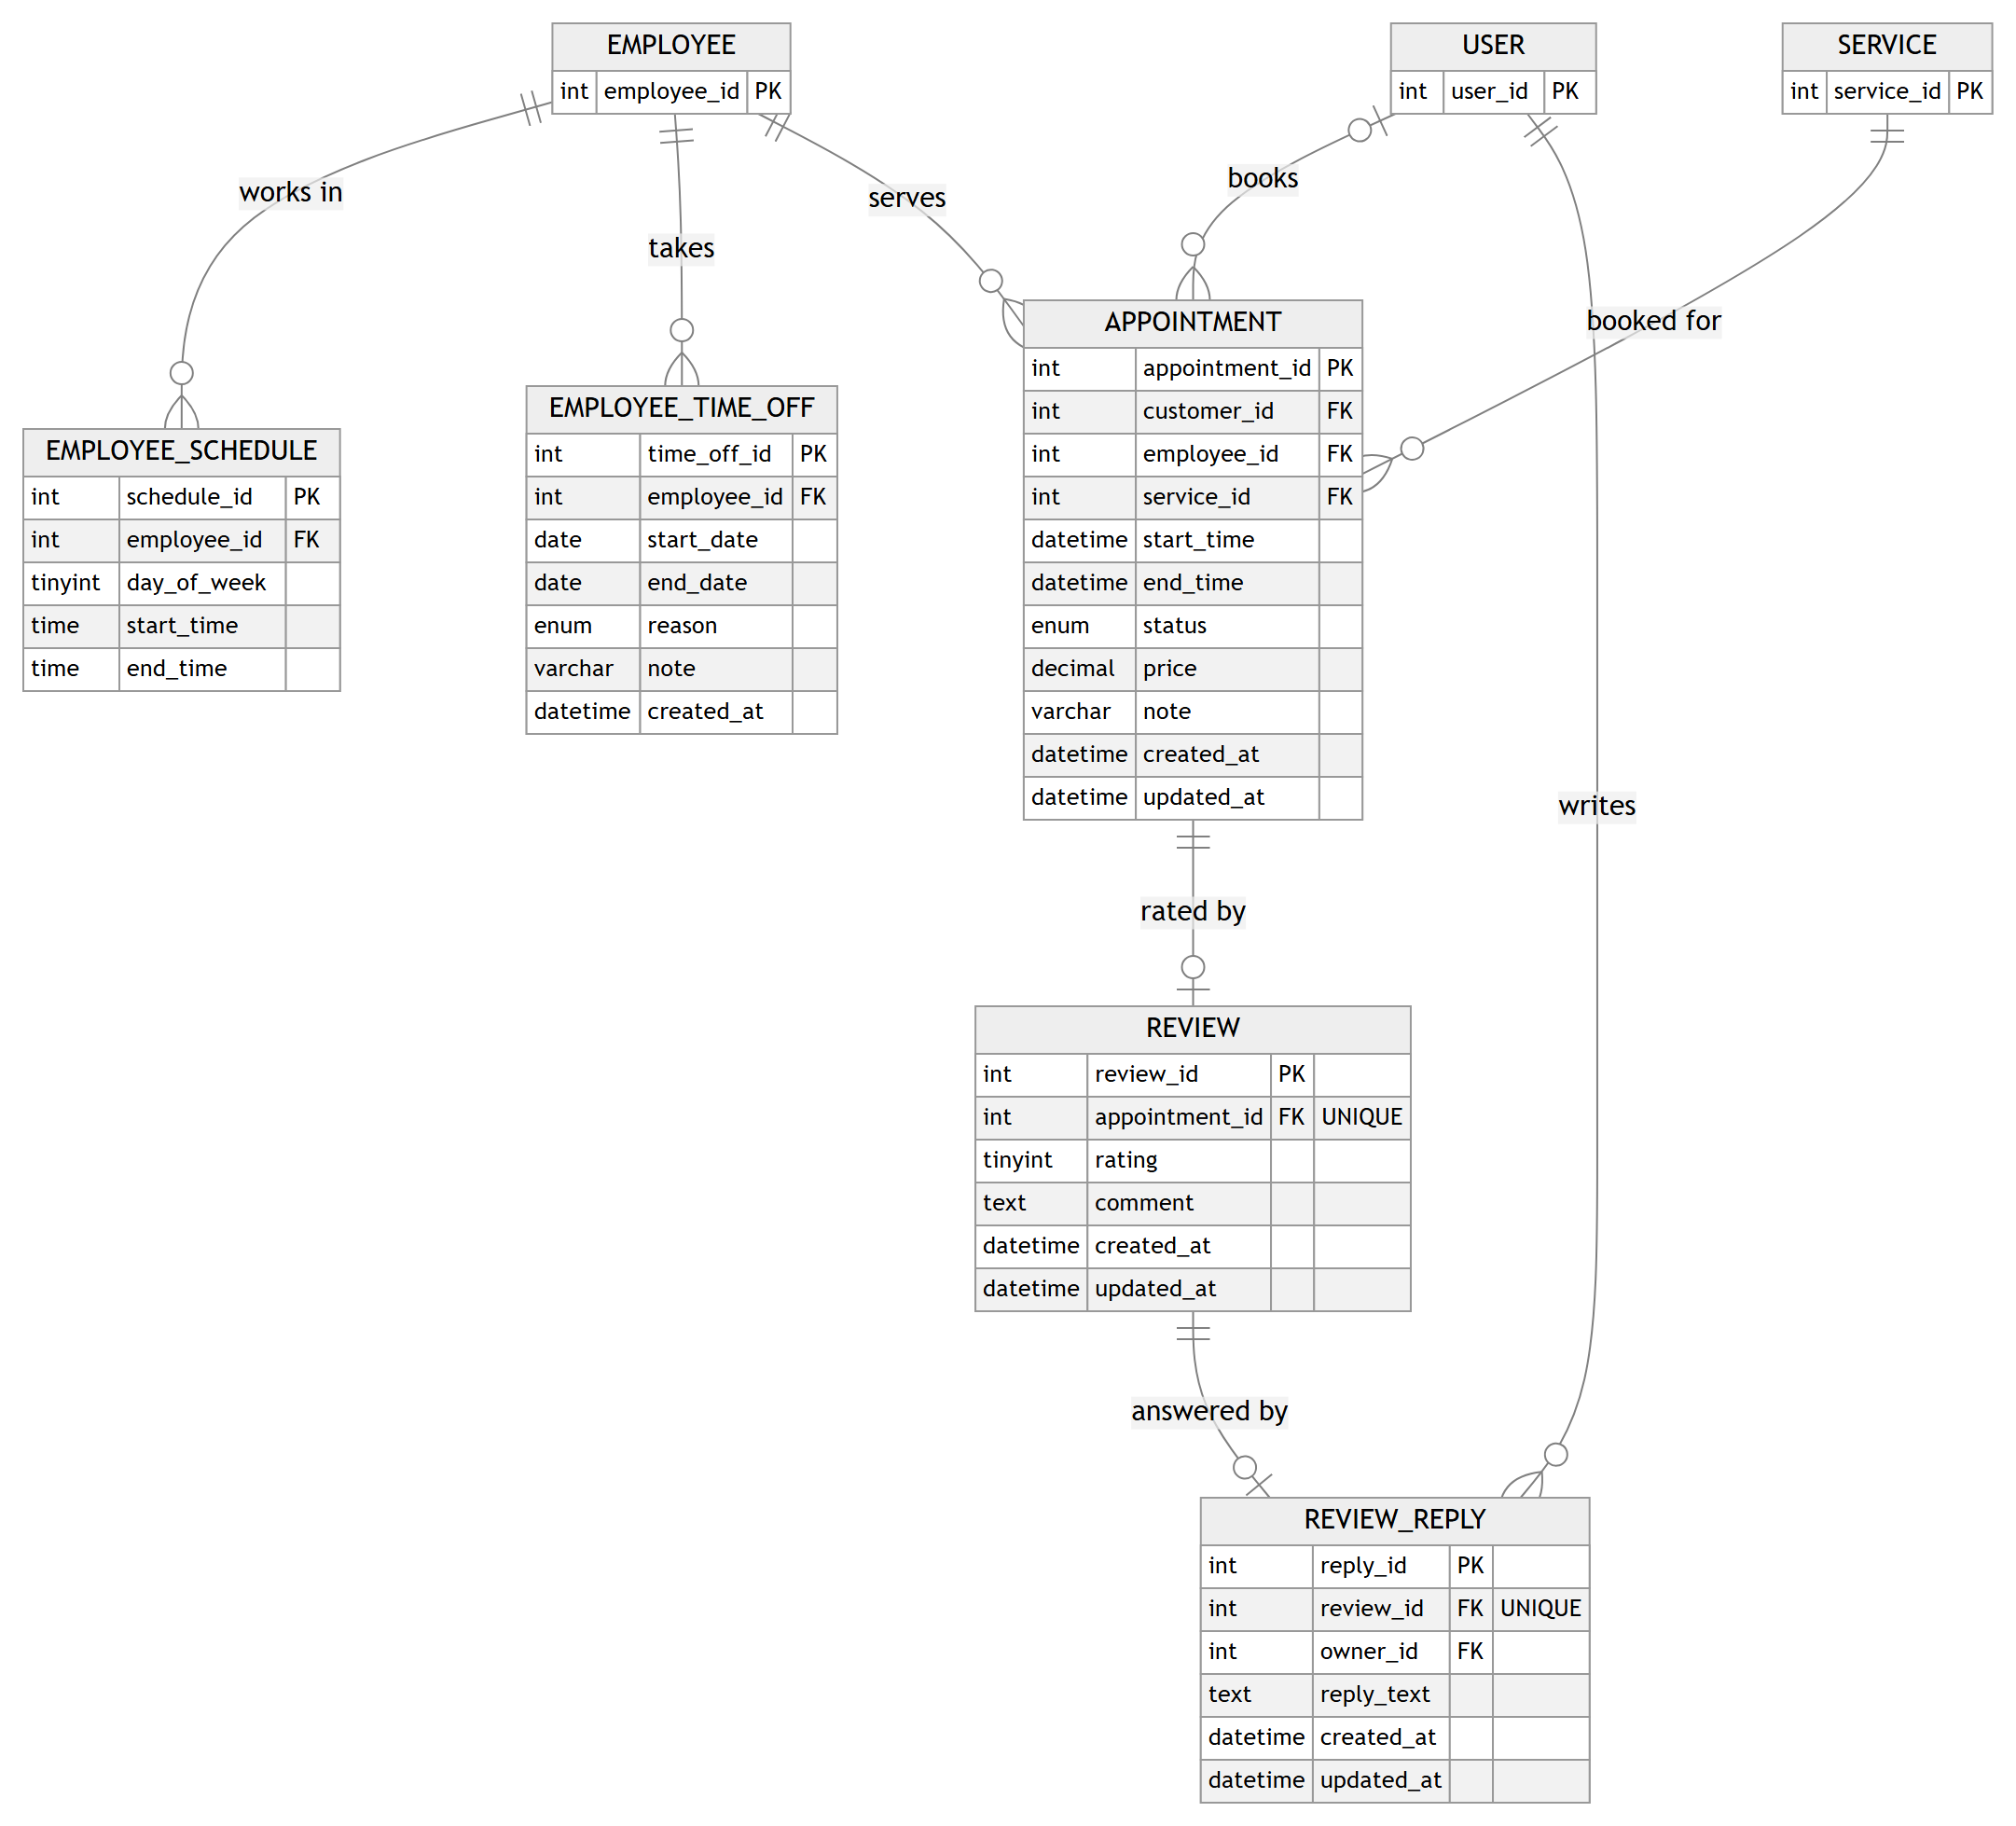 EMPLOYEE
int employee_id PK
USER
int user_id PK
SERVICE
int service_id PK
works in
takes
serves
books
booked for
EMPLOYEE_SCHEDULE
int schedule_id PK
int employee_id FK
tinyint day_of_week
time start_time
time end_time
EMPLOYEE_TIME_OFF
int time_off_id PK
int employee_id FK
date start_date
date end_date
enum reason
varchar note
datetime created_at
APPOINTMENT
int appointment_id PK
int customer_id FK
int employee_id FK
int service_id FK
datetime start_time
datetime end_time
enum status
decimal price
varchar note
datetime created_at
datetime updated_at
writes
rated by
REVIEW
int review_id PK
int appointment_id FK UNIQUE
tinyint rating
text comment
datetime created_at
datetime updated_at
answered by
REVIEW_REPLY
int reply_id PK
int review_id FK UNIQUE
int owner_id FK
text reply_text
datetime created_at
datetime updated_at